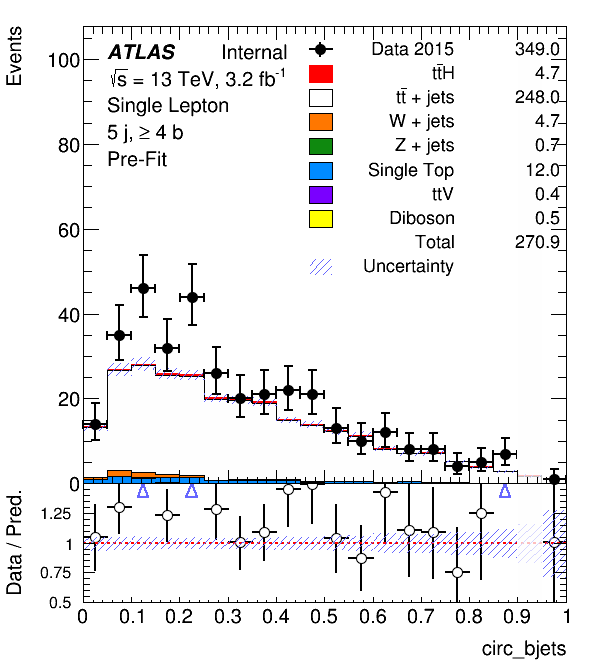 Events
100
80
60
40
20
0
ATLAS Internal
√s = 13 TeV, 3.2 fb⁻¹
Single Lepton
5 j, ≥ 4 b
Pre-Fit
Data 2015 349.0
tt̄H 4.7
tt̄ + jets 248.0
W + jets 4.7
Z + jets 0.7
Single Top 12.0
ttV 0.4
Diboson 0.5
Total 270.9
Uncertainty
Data / Pred.
1.25
1
0.75
0.5
0 0.1 0.2 0.3 0.4 0.5 0.6 0.7 0.8 0.9 1
circ_bjets